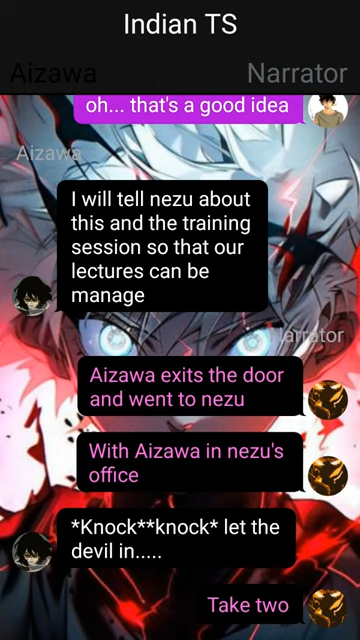 Indian TS
Aizawa
Narrator
oh... that's a good idea
Aizawa
I will tell nezu about
this and the training
session so that our
lectures can be
manage
Narrator
Aizawa exits the door
and went to nezu
With Aizawa in nezu's
office
*Knock**knock* let the
devil in.....
Take two